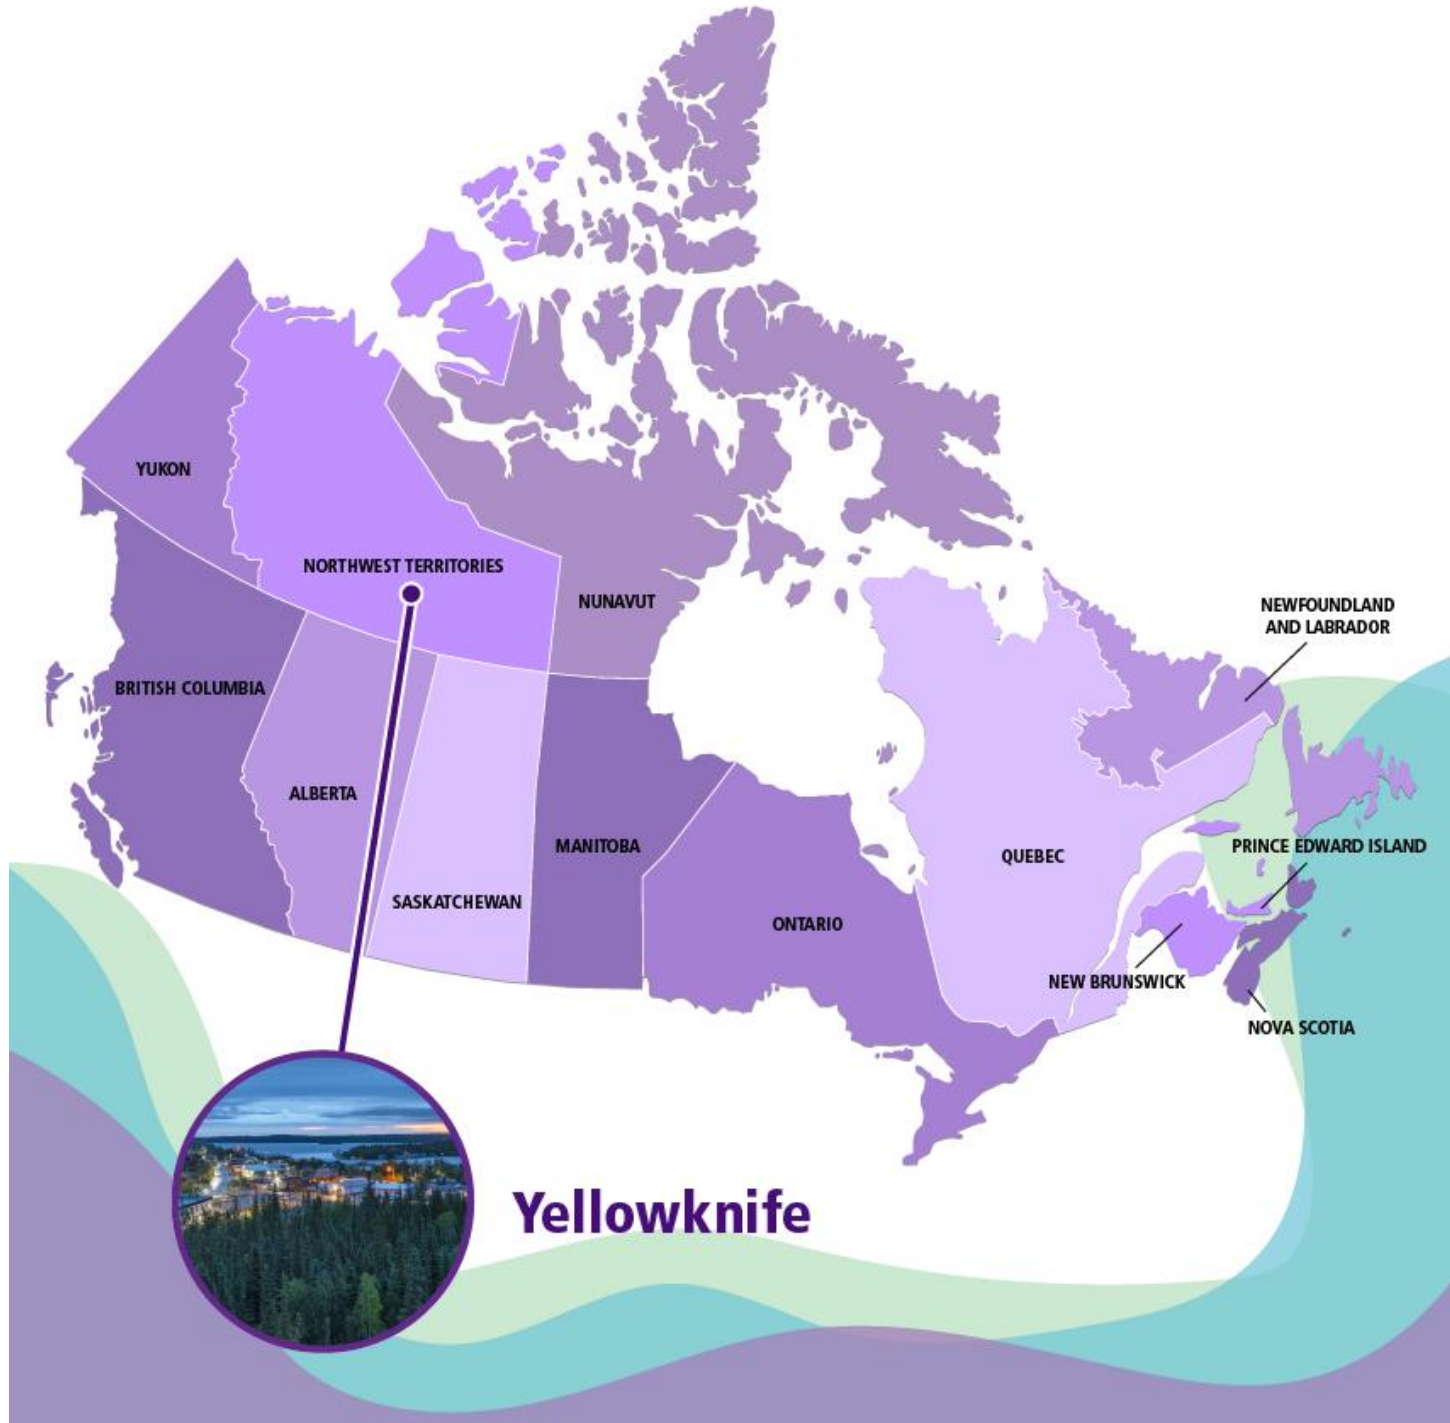 YUKON
NORTHWEST TERRITORIES
NUNAVUT
NEWFOUNDLAND
AND LABRADOR
BRITISH COLUMBIA
ALBERTA
MANITOBA
PRINCE EDWARD ISLAND
QUEBEC
SASKATCHEWAN
ONTARIO
NEW BRUNSWICK
NOVA SCOTIA
Yellowknife